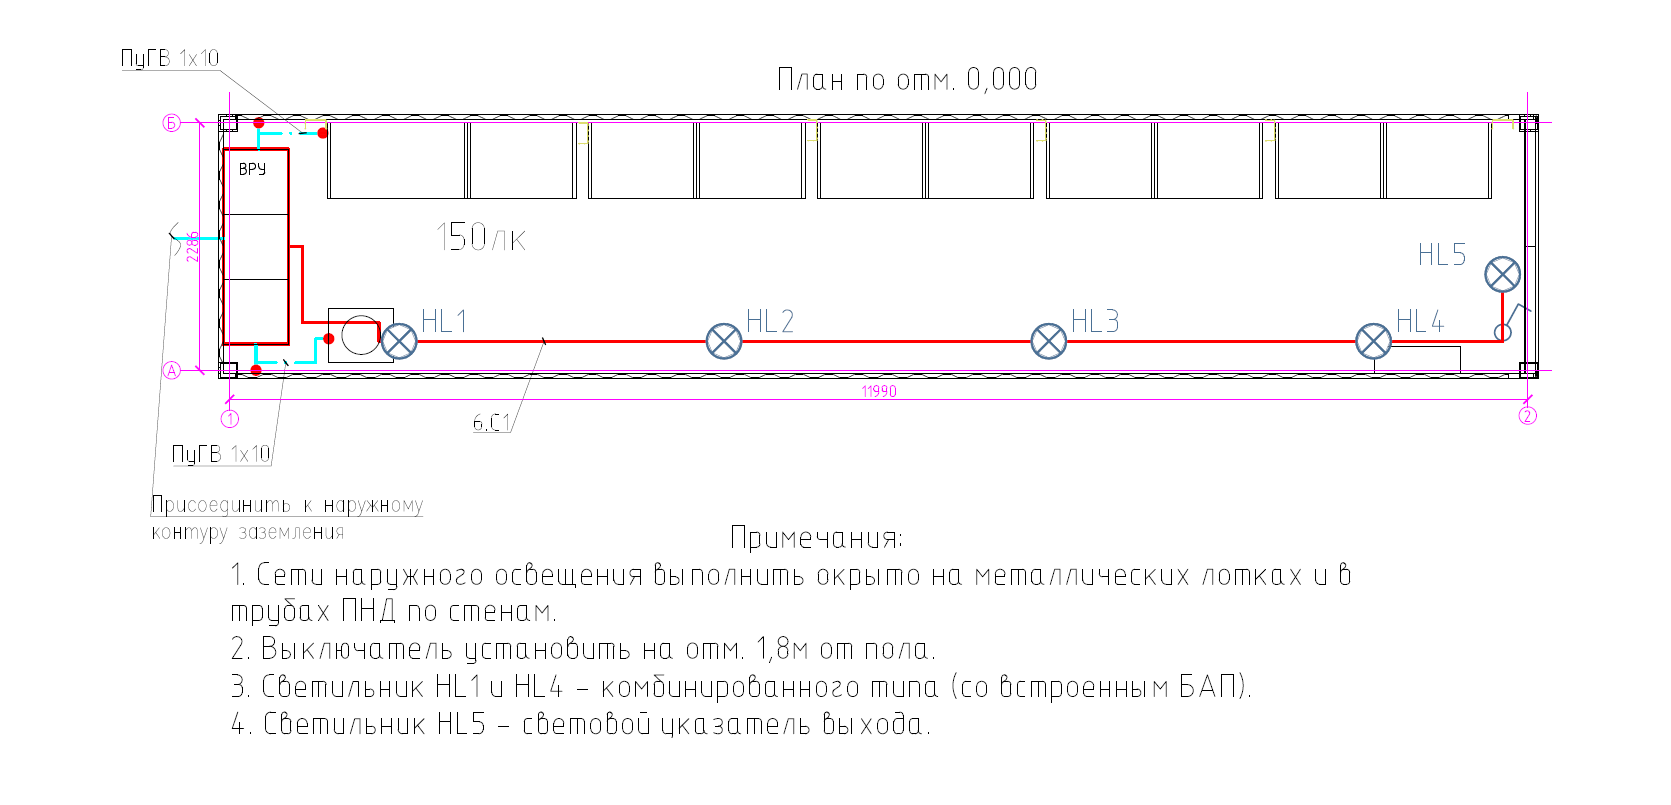 ПуГВ 1х10
План по отм. 0,000
Б
ВРУ
150лк
2286
HL5
HL1
HL2
HL3
HL4
А
11990
1
2
6.С1
ПуГВ 1х10
Присоединить к наружному
контуру заземления
Примечания:
1. Сети наружного освещения выполнить окрыто на металлических лотках и в
трубах ПНД по стенам.
2. Выключатель установить на отм. 1,8м от пола.
3. Светильник HL1 и HL4 – комбинированного типа (со встроенным БАП).
4. Светильник HL5 – световой указатель выхода.